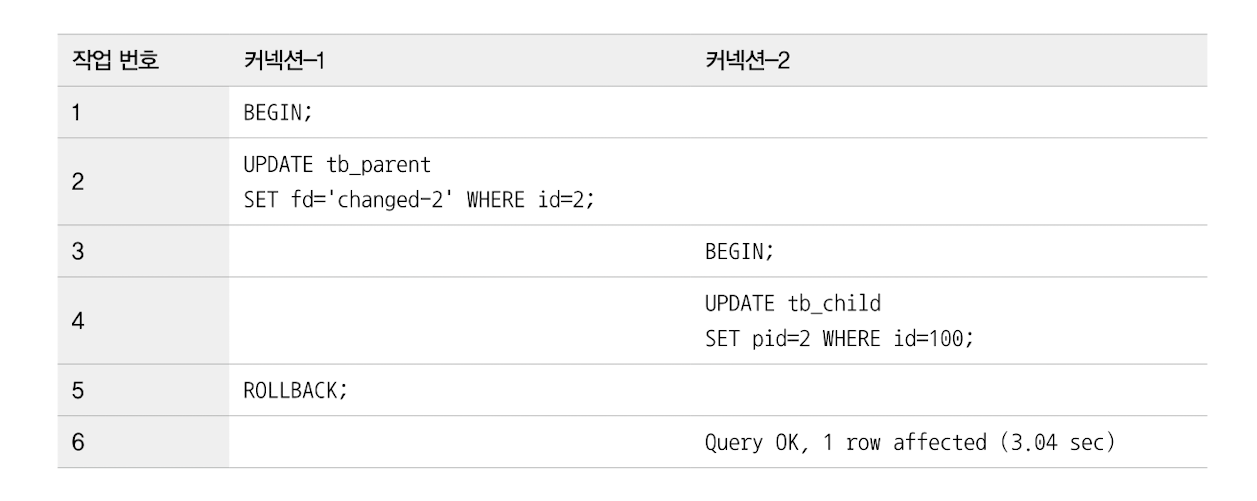 작업 번호 커넥션-1 커넥션-2
1 BEGIN;
2 UPDATE tb_parent
SET fd='changed-2' WHERE id=2;
3 BEGIN;
4 UPDATE tb_child
SET pid=2 WHERE id=100;
5 ROLLBACK;
6 Query OK, 1 row affected (3.04 sec)